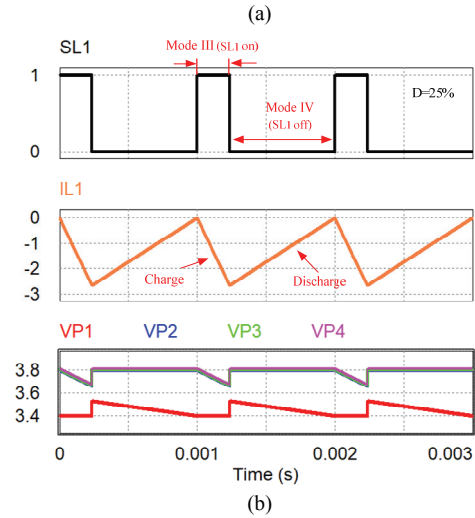 (a)
SL1
Mode III (SL1 on)
1
D=25%
Mode IV
(SL1 off)
0
IL1
0
-1
-2
-3
Charge
Discharge
VP1 VP2 VP3 VP4
3.8
3.6
3.4
0 0.001 0.002 0.003
Time (s)
(b)